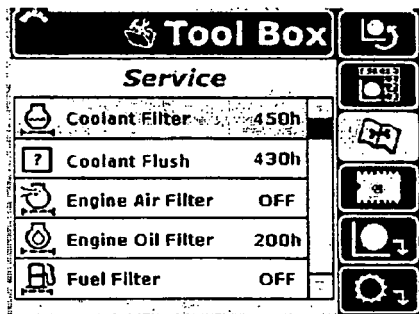 Tool Box
Service
Coolant Filter 450h
? Coolant Flush 430h
Engine Air Filter OFF
Engine Oil Filter 200h
Fuel Filter OFF